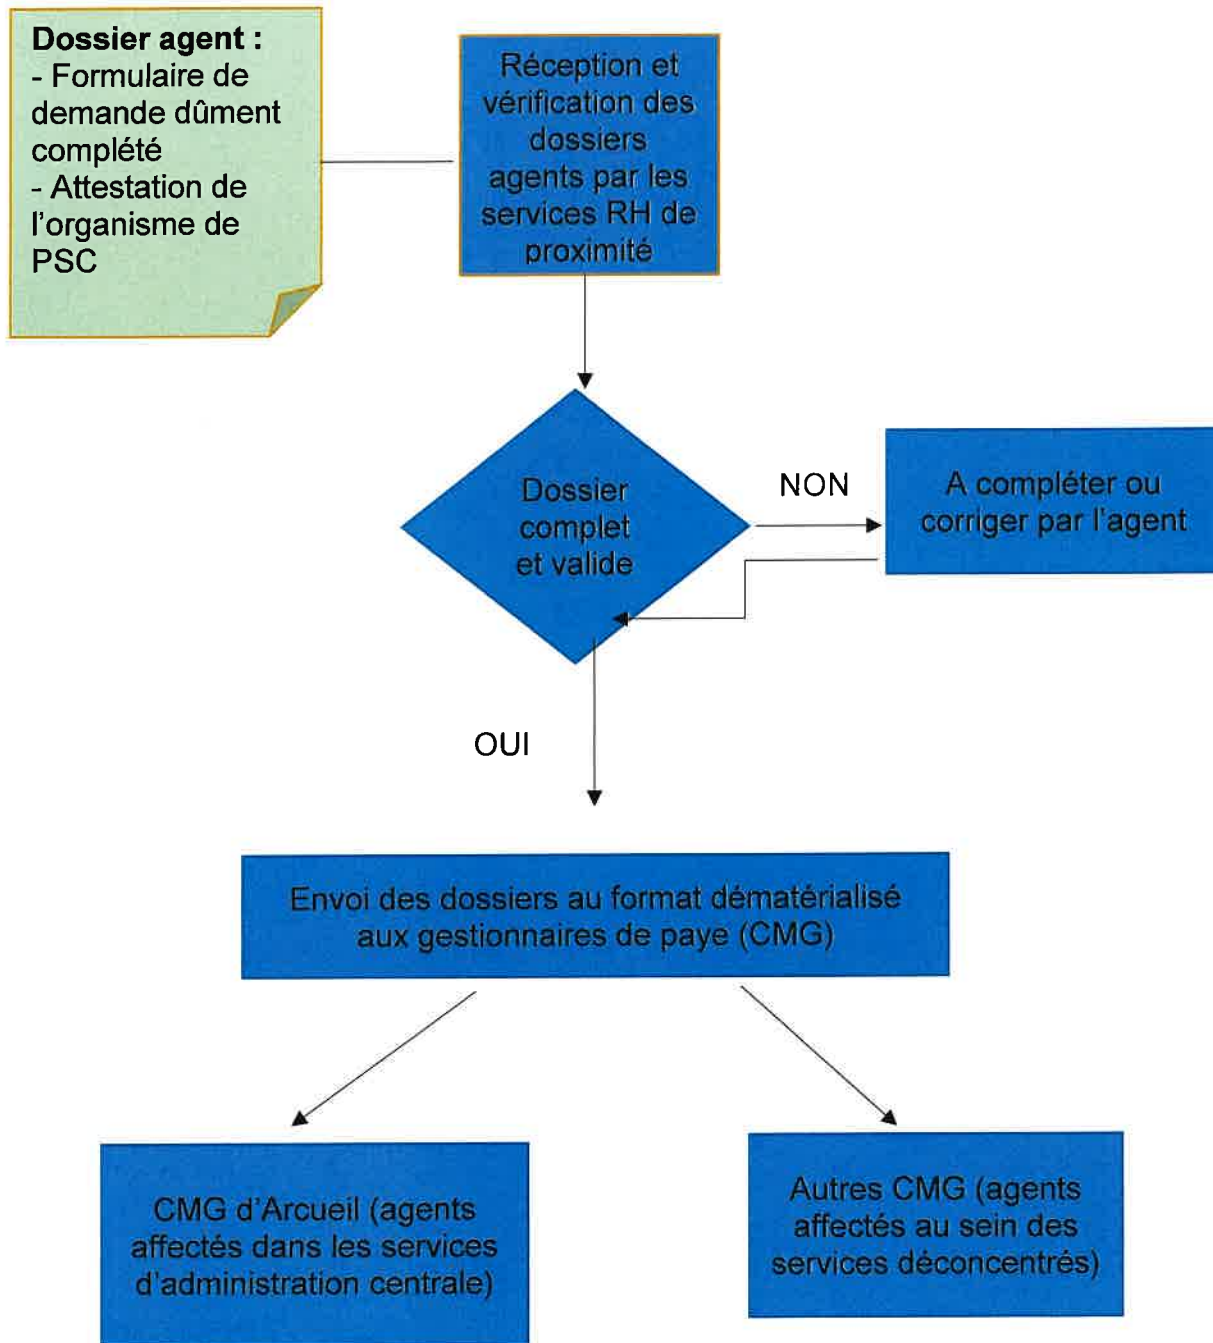 Dossier agent :
- Formulaire de
demande dûment
complété
- Attestation de
l'organisme de
PSC
Réception et
vérification des
dossiers
agents par les
services RH de
proximité
Dossier
complet
et valide
NON
A compléter ou
corriger par l'agent
OUI
Envoi des dossiers au format dématérialisé
aux gestionnaires de paye (CMG)
CMG d'Arcueil (agents
affectés dans les services
d'administration centrale)
Autres CMG (agents
affectés au sein des
services déconcentrés)